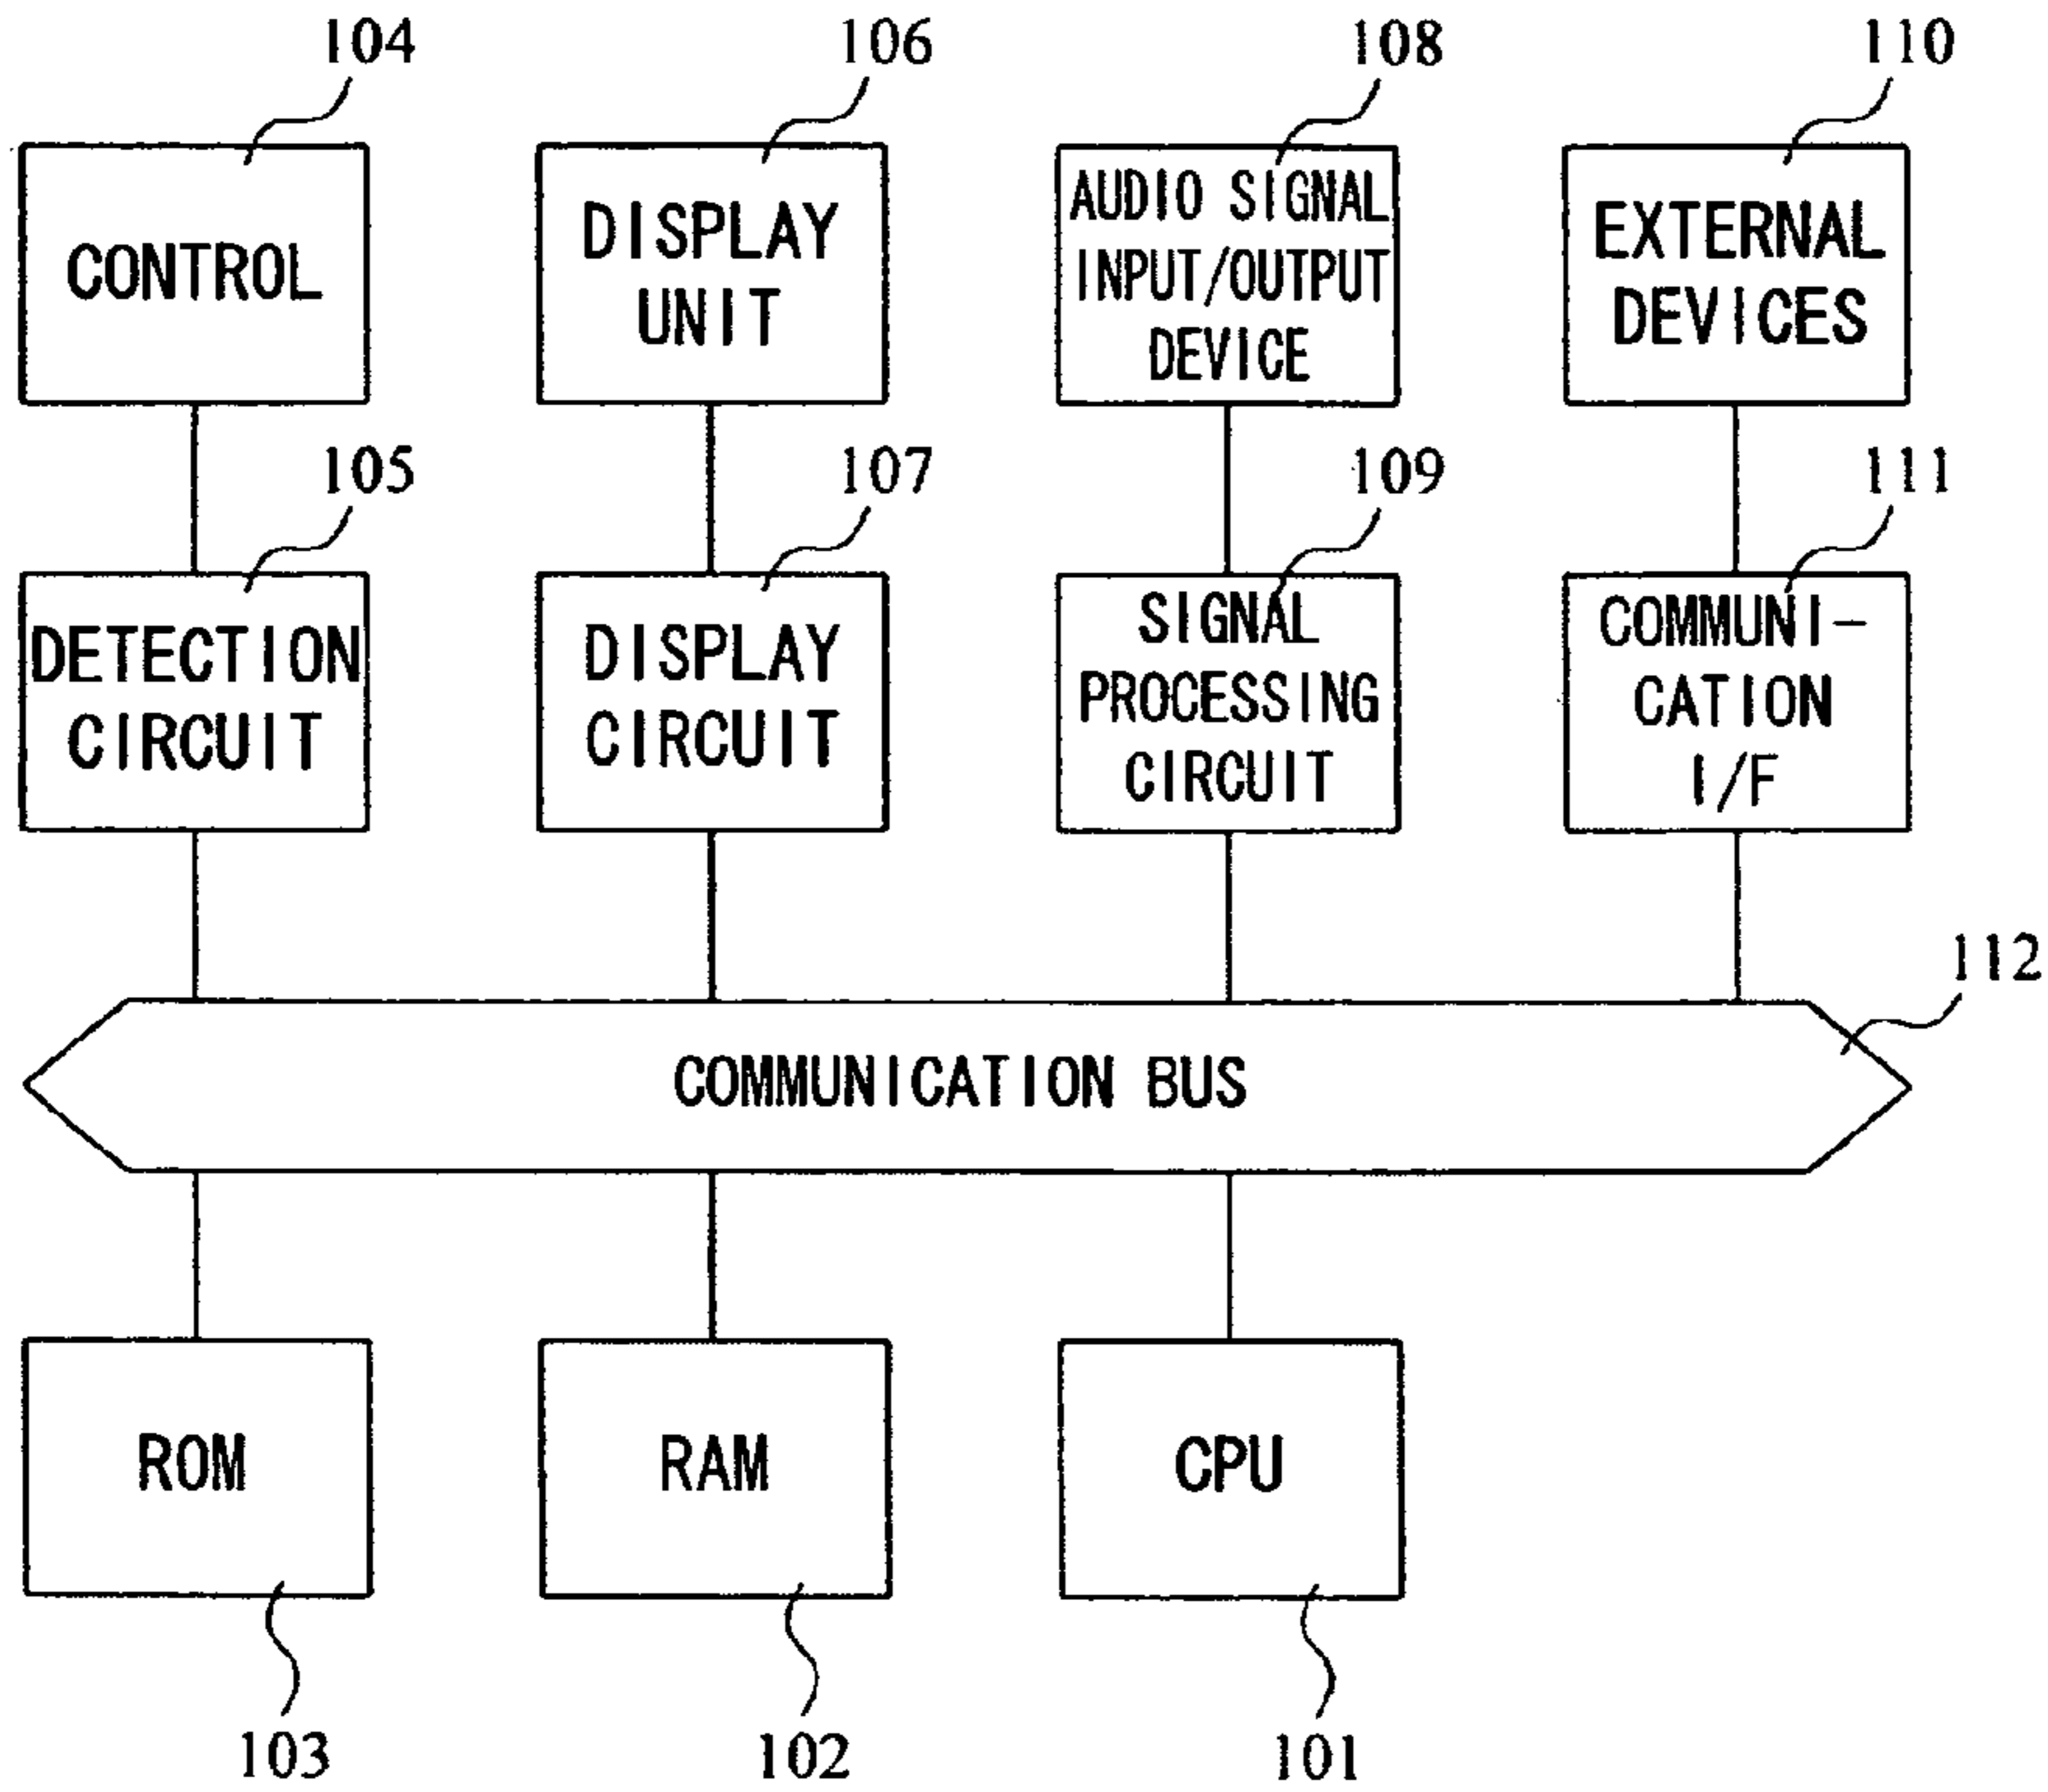 104
106
108
110
CONTROL
DISPLAY
UNIT
AUDIO SIGNAL
INPUT/OUTPUT
DEVICE
EXTERNAL
DEVICES
105
107
109
111
DETECTION
CIRCUIT
DISPLAY
CIRCUIT
SIGNAL
PROCESSING
CIRCUIT
COMMUNI-
CATION
I/F
112
COMMUNICATION BUS
ROM
RAM
CPU
103
102
101